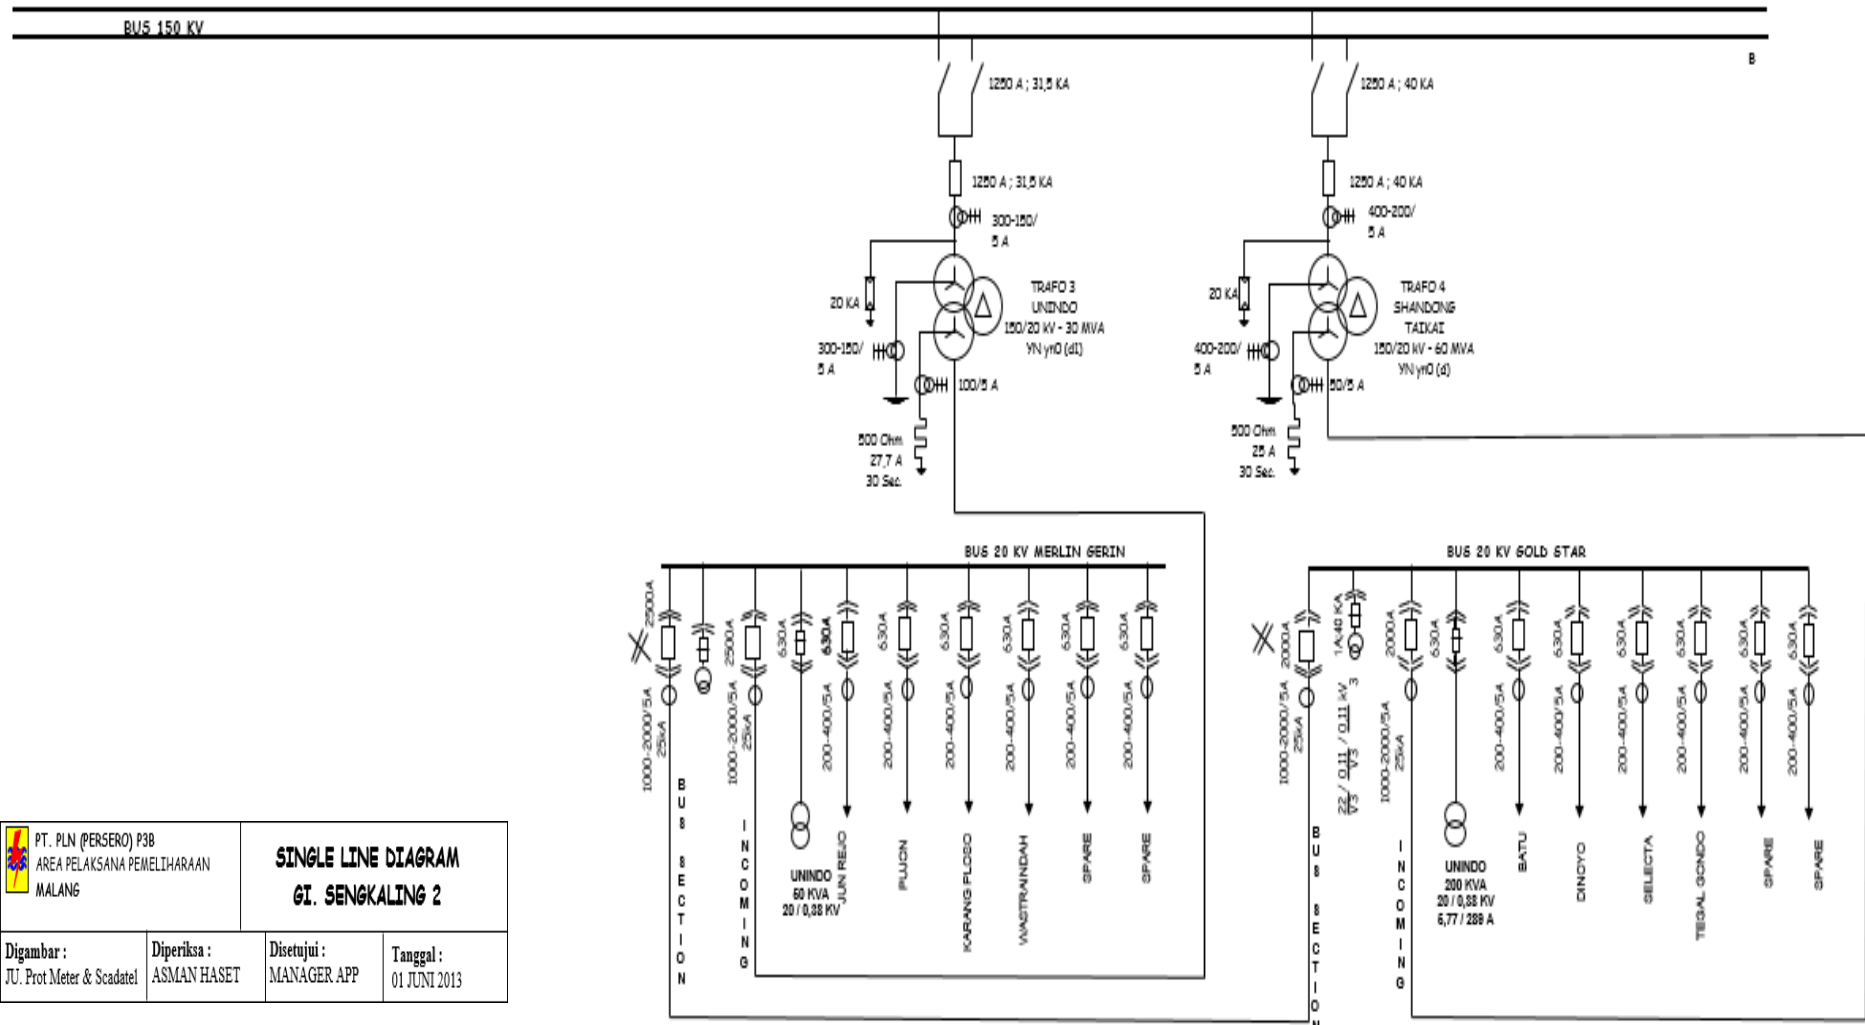 BUS 150 KV
B
1250 A ; 31,5 KA
1250 A ; 40 KA
1250 A ; 31,5 KA
1250 A ; 40 KA
300-150/
5 A
400-200/
5 A
20 KA
TRAFO 3
UNINDO
150/20 kV - 30 MVA
YN yn0 (d1)
20 KA
TRAFO 4
SHANDONG
TAIKAI
150/20 kV - 60 MVA
YN yn0 (d)
300-150/
5 A
100/5 A
400-200/
5 A
50/5 A
500 Ohm
27,7 A
30 Sec.
500 Ohm
25 A
30 Sec.
BUS 20 KV MERLIN GERIN
BUS 20 KV GOLD STAR
2500A
1000-2000/5A
25kA
BUS SECTION
2500A
1000-2000/5A
25kA
INCOMING
630A
UNINDO
50 KVA
20 / 0,38 KV
630A
200-400/5A
JUN REJO
630A
200-400/5A
PUJON
630A
200-400/5A
KARANG PLOSO
630A
200-400/5A
WASTRAINDAH
630A
200-400/5A
SPARE
630A
200-400/5A
SPARE
2000A
1000-2000/5A
25kA
BUS SECTION
1A;40 KA
22 / 0.11 / 0.11 kV
V3 V3 3
2000A
1000-2000/5A
25kA
INCOMING
630A
UNINDO
200 KVA
20 / 0,38 KV
5,77 / 289 A
630A
200-400/5A
BATU
630A
200-400/5A
DINOYO
630A
200-400/5A
SELECTA
630A
200-400/5A
TEGAL GONDO
630A
200-400/5A
SPARE
630A
200-400/5A
SPARE
PT. PLN (PERSERO) P3B
AREA PELAKSANA PEMELIHARAAN
MALANG
SINGLE LINE DIAGRAM
GI. SENGKALING 2
Digambar :
JU. Prot Meter & Scadatel
Diperiksa :
ASMAN HASET
Disetujui :
MANAGER APP
Tanggal :
01 JUNI 2013